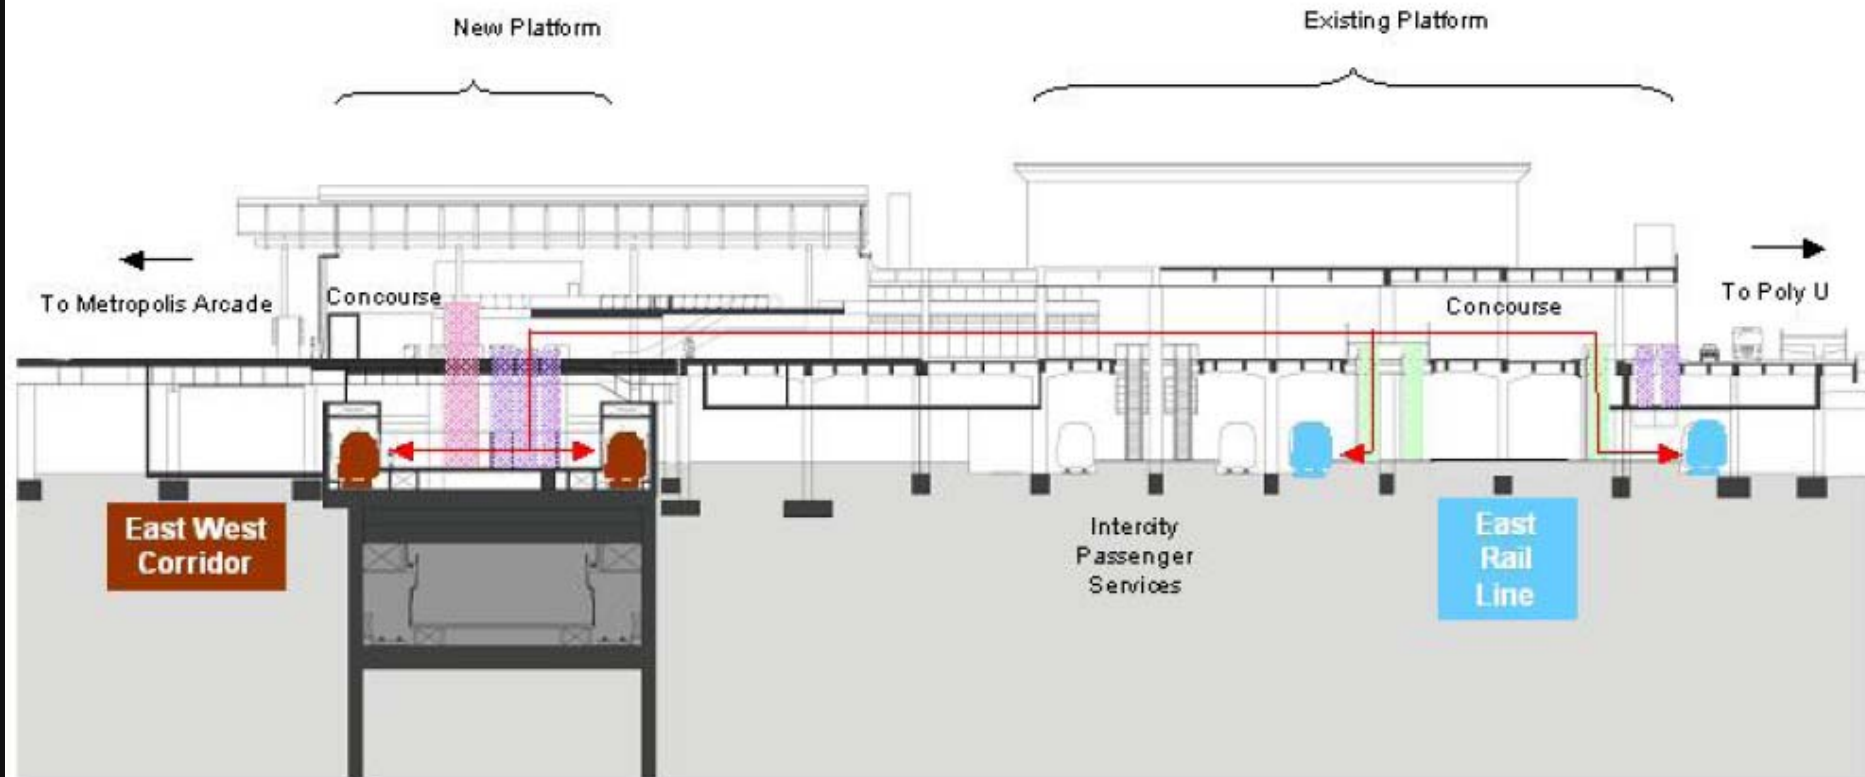 New Platform
Existing Platform
To Metropolis Arcade
Concourse
Concourse
To Poly U
East West
Corridor
Intercity
Passenger
Services
East
Rail
Line